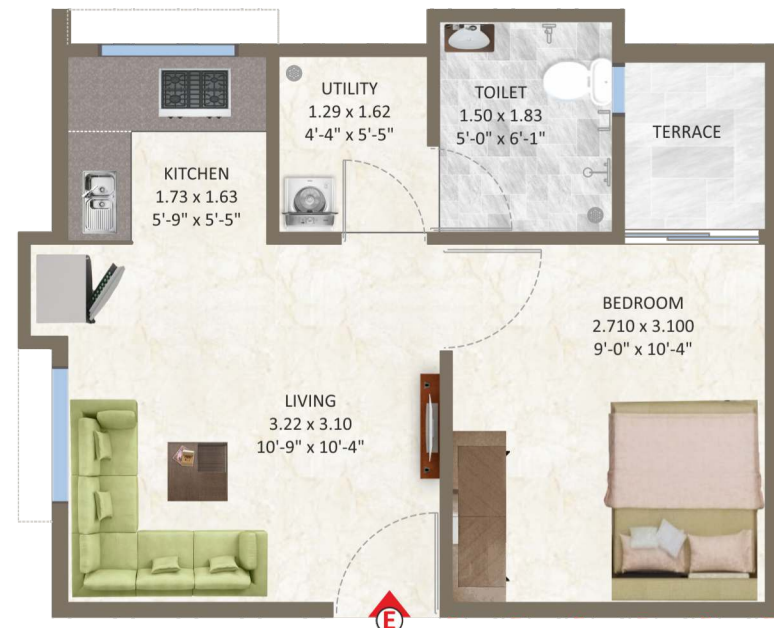 UTILITY
1.29 x 1.62
4'-4" x 5'-5"
TOILET
1.50 x 1.83
5'-0" x 6'-1"
TERRACE
KITCHEN
1.73 x 1.63
5'-9" x 5'-5"
BEDROOM
2.710 x 3.100
9'-0" x 10'-4"
LIVING
3.22 x 3.10
10'-9" x 10'-4"
E